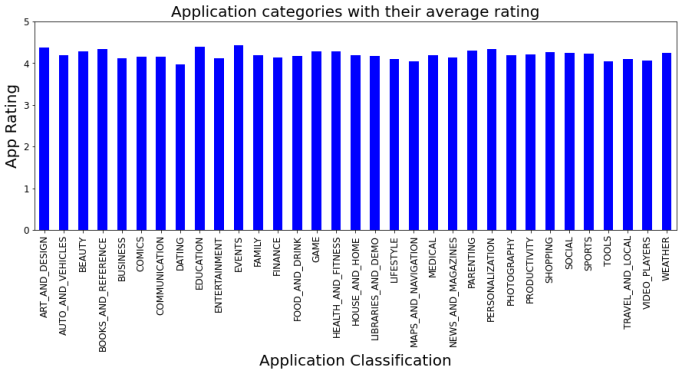 Application categories with their average rating
5
4
3
2
1
0
App Rating
ART_AND_DESIGN
AUTO_AND_VEHICLES
BEAUTY
BOOKS_AND_REFERENCE
BUSINESS
COMICS
COMMUNICATION
DATING
EDUCATION
ENTERTAINMENT
EVENTS
FAMILY
FINANCE
FOOD_AND_DRINK
GAME
HEALTH_AND_FITNESS
HOUSE_AND_HOME
LIBRARIES_AND_DEMO
LIFESTYLE
MAPS_AND_NAVIGATION
MEDICAL
NEWS_AND_MAGAZINES
PARENTING
PERSONALIZATION
PHOTOGRAPHY
PRODUCTIVITY
SHOPPING
SOCIAL
SPORTS
TOOLS
TRAVEL_AND_LOCAL
VIDEO_PLAYERS
WEATHER
Application Classification